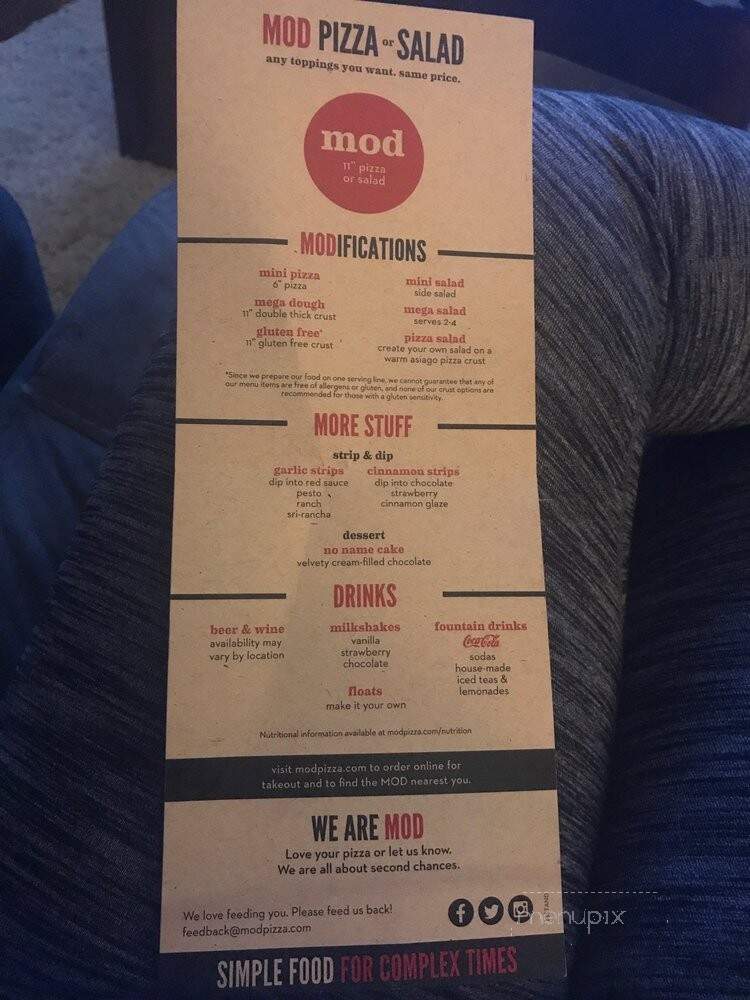 MOD PIZZA or SALAD
any toppings you want. same price.
mod
11" pizza
or salad
MODIFICATIONS
mini pizza
6" pizza
mega dough
11" double thick crust
gluten free*
11" gluten free crust
mini salad
side salad
mega salad
serves 2-4
pizza salad
create your own salad on a
warm asiago pizza crust
*Since we prepare our food on one serving line, we cannot guarantee that any of
our menu items are free of allergens or gluten, and none of our crust options are
recommended for those with a gluten sensitivity.
MORE STUFF
strip & dip
garlic strips
dip into red sauce
pesto
ranch
sri-rancha
cinnamon strips
dip into chocolate
strawberry
cinnamon glaze
dessert
no name cake
velvety cream-filled chocolate
DRINKS
beer & wine
availability may
vary by location
milkshakes
vanilla
strawberry
chocolate
floats
make it your own
fountain drinks
Coca-Cola
sodas
house-made
iced teas &
lemonades
Nutritional information available at modpizza.com/nutrition
visit modpizza.com to order online for
takeout and to find the MOD nearest you.
WE ARE MOD
Love your pizza or let us know.
We are all about second chances.
We love feeding you. Please feed us back!
feedback@modpizza.com
menupix
SIMPLE FOOD FOR COMPLEX TIMES